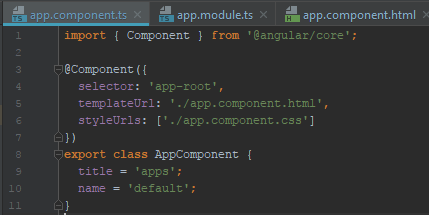 app.component.ts app.module.ts app.component.html
1 import { Component } from '@angular/core';
2
3 @Component({
4 selector: 'app-root',
5 templateUrl: './app.component.html',
6 styleUrls: ['./app.component.css']
7 })
8 export class AppComponent {
9 title = 'apps';
10 name = 'default';
11 }